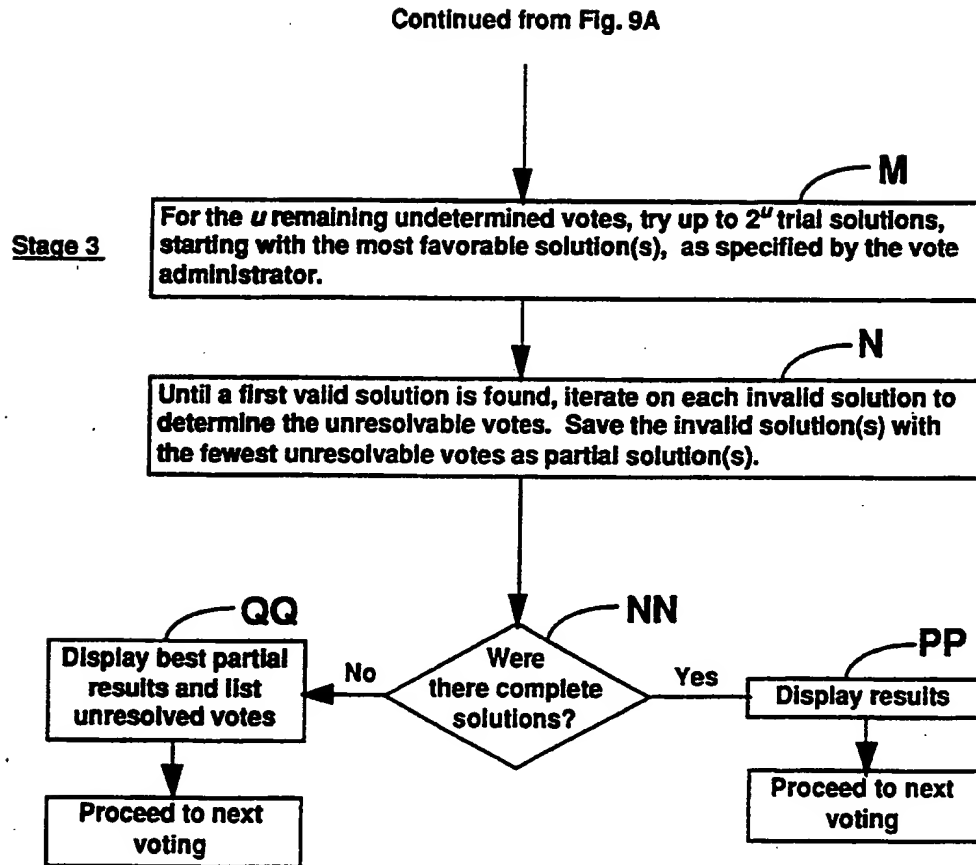 Continued from Fig. 9A
M
Stage 3
For the u remaining undetermined votes, try up to 2^u trial solutions,
starting with the most favorable solution(s), as specified by the vote
administrator.
N
Until a first valid solution is found, iterate on each invalid solution to
determine the unresolvable votes. Save the invalid solution(s) with
the fewest unresolvable votes as partial solution(s).
QQ
NN
PP
Display best partial
results and list
unresolved votes
No
Were
there complete
solutions?
Yes
Display results
Proceed to next
voting
Proceed to next
voting